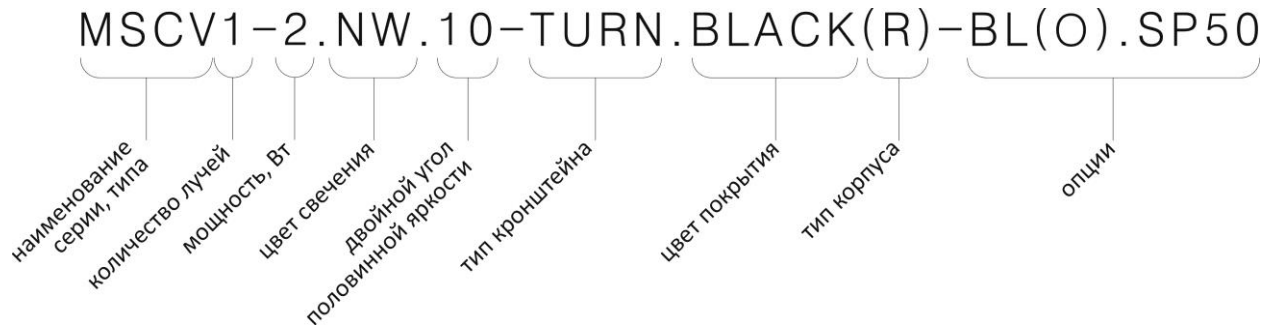 MSCV1-2.NW.10-TURN.BLACK(R)-BL(O).SP50
наименование
серии, типа
количество лучей
мощность, Вт
цвет свечения
двойной угол
половинной яркости
тип кронштейна
цвет покрытия
тип корпуса
опции